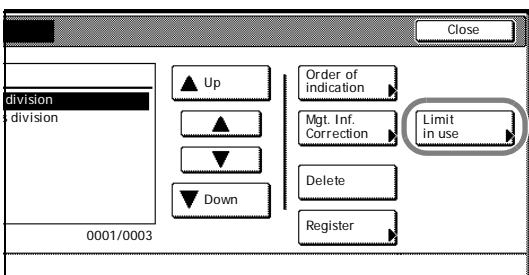 Close
division
s division
0001/0003
Up
Down
Order of
indication
Mgt. Inf.
Correction
Delete
Register
Limit
in use